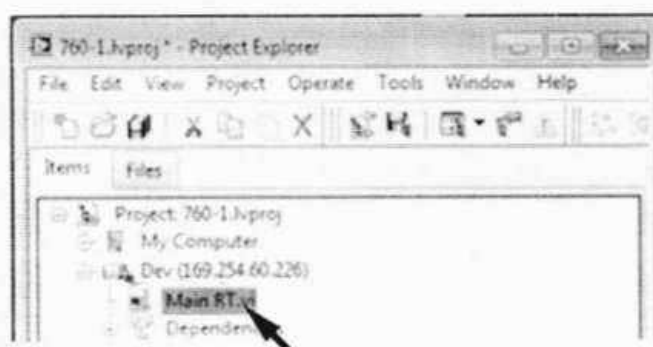 760-1.lvproj * - Project Explorer
File Edit View Project Operate Tools Window Help
Items Files
Project: 760-1.lvproj
My Computer
Dev (169.254.60.226)
Main RT.vi